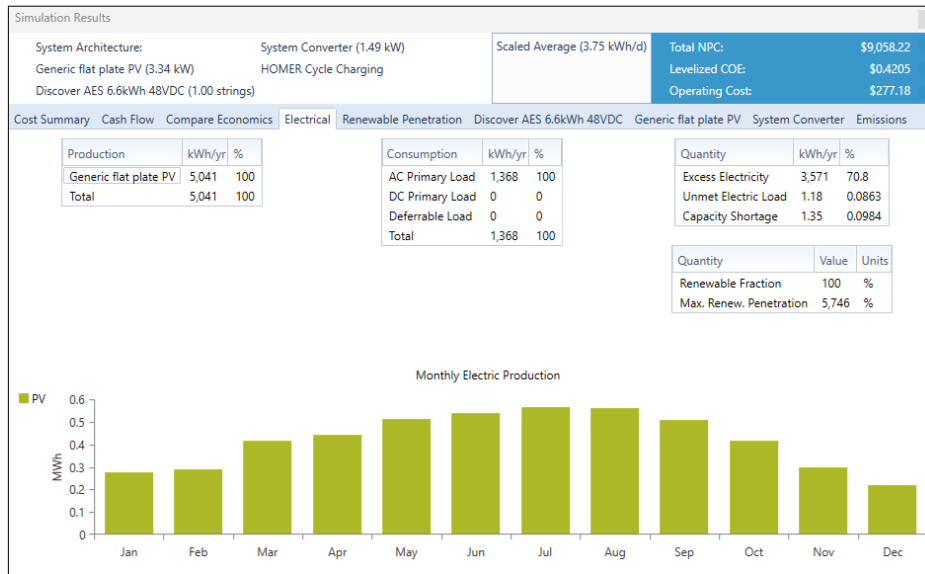 Simulation Results
System Architecture: System Converter (1.49 kW) Scaled Average (3.75 kWh/d) Total NPC: $9,058.22
Generic flat plate PV (3.34 kW) HOMER Cycle Charging Levelized COE: $0.4205
Discover AES 6.6kWh 48VDC (1.00 strings) Operating Cost: $277.18
Cost Summary Cash Flow Compare Economics Electrical Renewable Penetration Discover AES 6.6kWh 48VDC Generic flat plate PV System Converter Emissions
Production kWh/yr % Consumption kWh/yr % Quantity kWh/yr %
Generic flat plate PV 5,041 100 AC Primary Load 1,368 100 Excess Electricity 3,571 70.8
Total 5,041 100 DC Primary Load 0 0 Unmet Electric Load 1.18 0.0863
Deferrable Load 0 0 Capacity Shortage 1.35 0.0984
Total 1,368 100
Quantity Value Units
Renewable Fraction 100 %
Max. Renew. Penetration 5,746 %
Monthly Electric Production
PV
MWh
0.6
0.5
0.4
0.3
0.2
0.1
0
Jan Feb Mar Apr May Jun Jul Aug Sep Oct Nov Dec